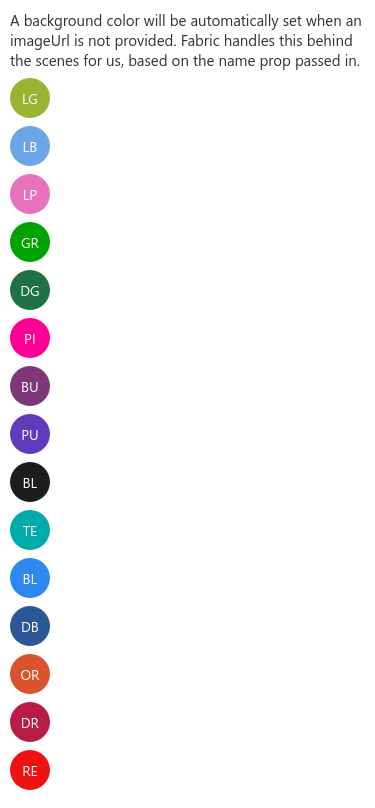 A background color will be automatically set when an
imageUrl is not provided. Fabric handles this behind
the scenes for us, based on the name prop passed in.
LG
LB
LP
GR
DG
PI
BU
PU
BL
TE
BL
DB
OR
DR
RE